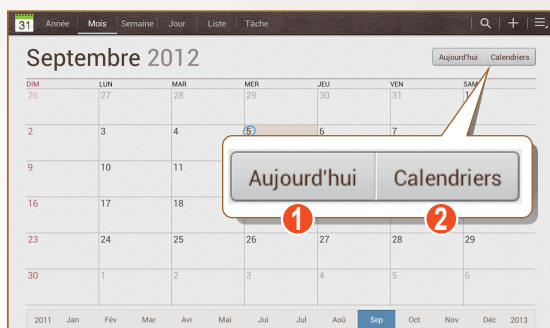 31 Année Mois Semaine Jour Liste Tâche
Septembre 2012
Aujourd'hui Calendriers
DIM LUN MAR MER JEU VEN SAM
26 27 28 29 30 31 1
2 3 4 5 6 7
Aujourd'hui Calendriers
1 2
9 10 11
16 17 18
23 24 25 26 27 28 29
30 1 2 3 4 5 6
2011 Jan Fév Mar Avr Mai Jui Jul Aoû Sep Oct Nov Déc 2013